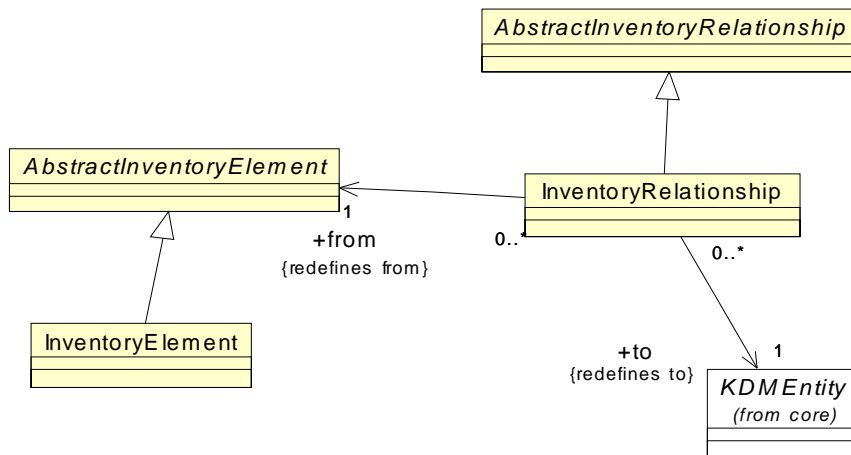 AbstractInventoryRelationship
AbstractInventoryElement
InventoryRelationship
1
+from
{redefines from}
0..*
0..*
InventoryElement
+to
{redefines to}
1
KDMEntity
(from core)